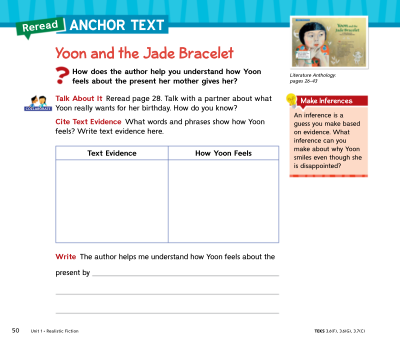 Reread ANCHOR TEXT
Yoon and the Jade Bracelet
? How does the author help you understand how Yoon
feels about the present her mother gives her?
Talk About It Reread page 28. Talk with a partner about what
Yoon really wants for her birthday. How do you know?
COLLABORATE
Cite Text Evidence What words and phrases show how Yoon
feels? Write text evidence here.
Text Evidence How Yoon Feels
Write The author helps me understand how Yoon feels about the
present by
Literature Anthology:
pages 26–43
Make Inferences
An inference is a
guess you make based
on evidence. What
inference can you
make about why Yoon
smiles even though she
is disappointed?
50 Unit 1 • Realistic Fiction
TEKS 3.6(F), 3.6(G), 3.7(C)